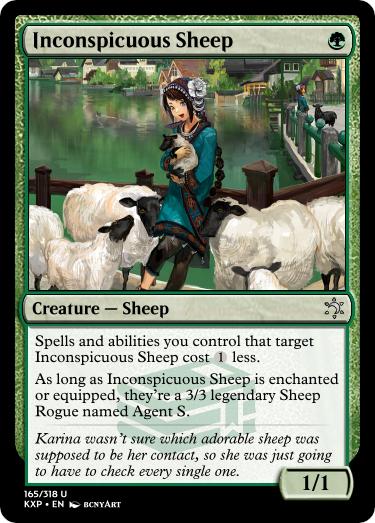 Inconspicuous Sheep
Creature — Sheep
Spells and abilities you control that target
Inconspicuous Sheep cost 1 less.
As long as Inconspicuous Sheep is enchanted
or equipped, they're a 3/3 legendary Sheep
Rogue named Agent S.
Karina wasn't sure which adorable sheep was
supposed to be her contact, so she was just going
to have to check every single one.
1/1
165/318 U
KXP • EN BCNYART